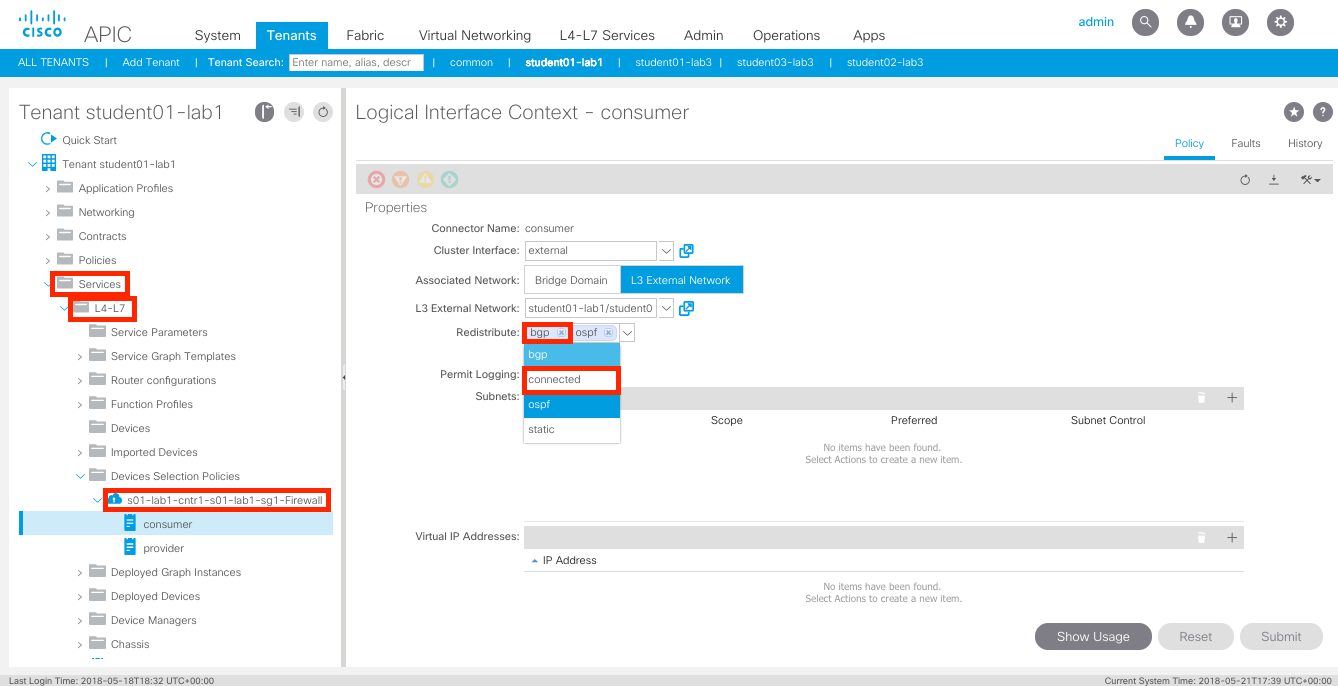 CISCO APIC System Tenants Fabric Virtual Networking L4-L7 Services Admin Operations Apps admin
ALL TENANTS | Add Tenant | Tenant Search: Enter name, alias, descr | common | student01-lab1 | student01-lab3 | student03-lab3 | student02-lab3
Tenant student01-lab1
Quick Start
Tenant student01-lab1
Application Profiles
Networking
Contracts
Policies
Services
L4-L7
Service Parameters
Service Graph Templates
Router configurations
Function Profiles
Devices
Imported Devices
Devices Selection Policies
s01-lab1-cntr1-s01-lab1-sg1-Firewall
consumer
provider
Deployed Graph Instances
Deployed Devices
Device Managers
Chassis
Logical Interface Context - consumer
Policy Faults History
Properties
Connector Name: consumer
Cluster Interface: external
Associated Network: Bridge Domain L3 External Network
L3 External Network: student01-lab1/student0
Redistribute: bgp ospf
bgp
Permit Logging: connected
Subnets:
ospf
static
Scope Preferred Subnet Control
No items have been found.
Select Actions to create a new item.
Virtual IP Addresses:
IP Address
No items have been found.
Select Actions to create a new item.
Show Usage Reset Submit
Last Login Time: 2018-05-18T18:32 UTC+00:00 Current System Time: 2018-05-21T17:39 UTC+00:00